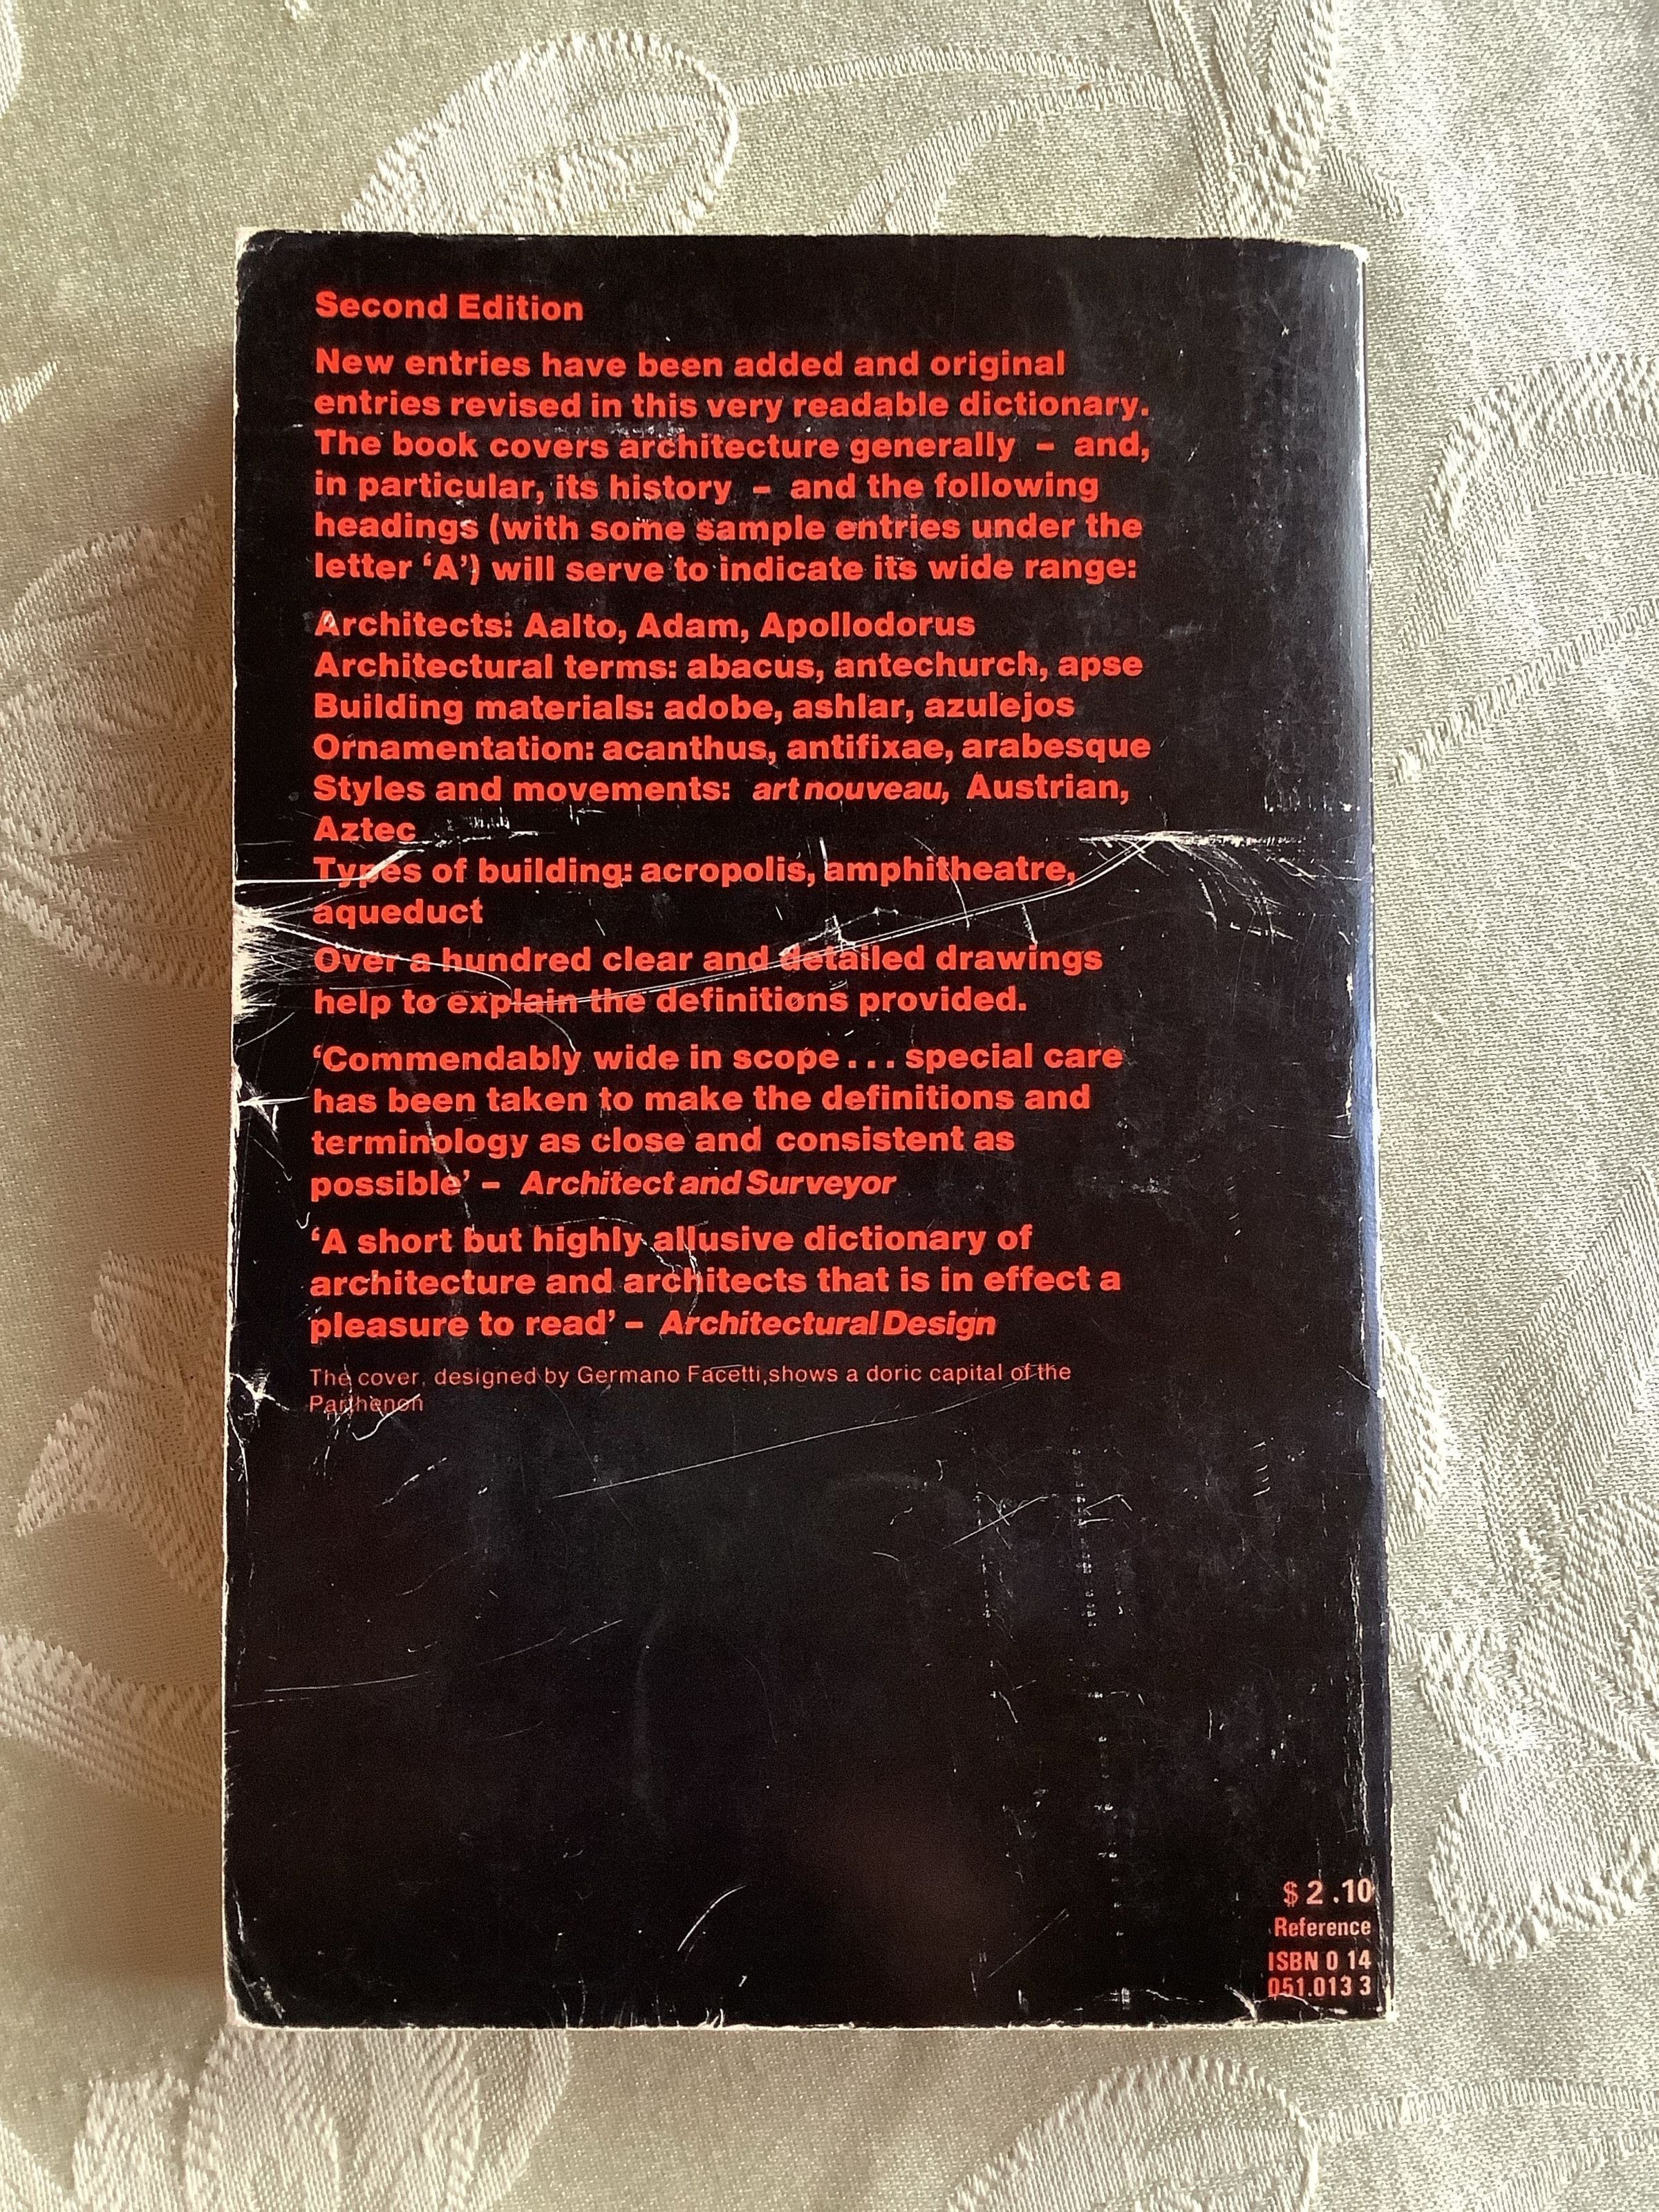 Second Edition
New entries have been added and original
entries revised in this very readable dictionary.
The book covers architecture generally – and,
in particular, its history – and the following
headings (with some sample entries under the
letter ‘A’) will serve to indicate its wide range:
Architects: Aalto, Adam, Apollodorus
Architectural terms: abacus, antechurch, apse
Building materials: adobe, ashlar, azulejos
Ornamentation: acanthus, antifixae, arabesque
Styles and movements: art nouveau, Austrian,
Aztec
Types of building: acropolis, amphitheatre,
aqueduct
Over a hundred clear and detailed drawings
help to explain the definitions provided.
‘Commendably wide in scope . . . special care
has been taken to make the definitions and
terminology as close and consistent as
possible’ – Architect and Surveyor
‘A short but highly allusive dictionary of
architecture and architects that is in effect a
pleasure to read’ – Architectural Design
The cover, designed by Germano Facetti,shows a doric capital of the
Parthenon
$ 2 .10
Reference
ISBN 0 14
051.013 3